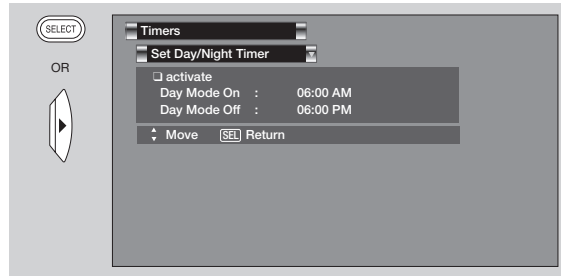 SELECT
OR
Timers
Set Day/Night Timer
❏ activate
Day Mode On : 06:00 AM
Day Mode Off : 06:00 PM
Move SEL Return